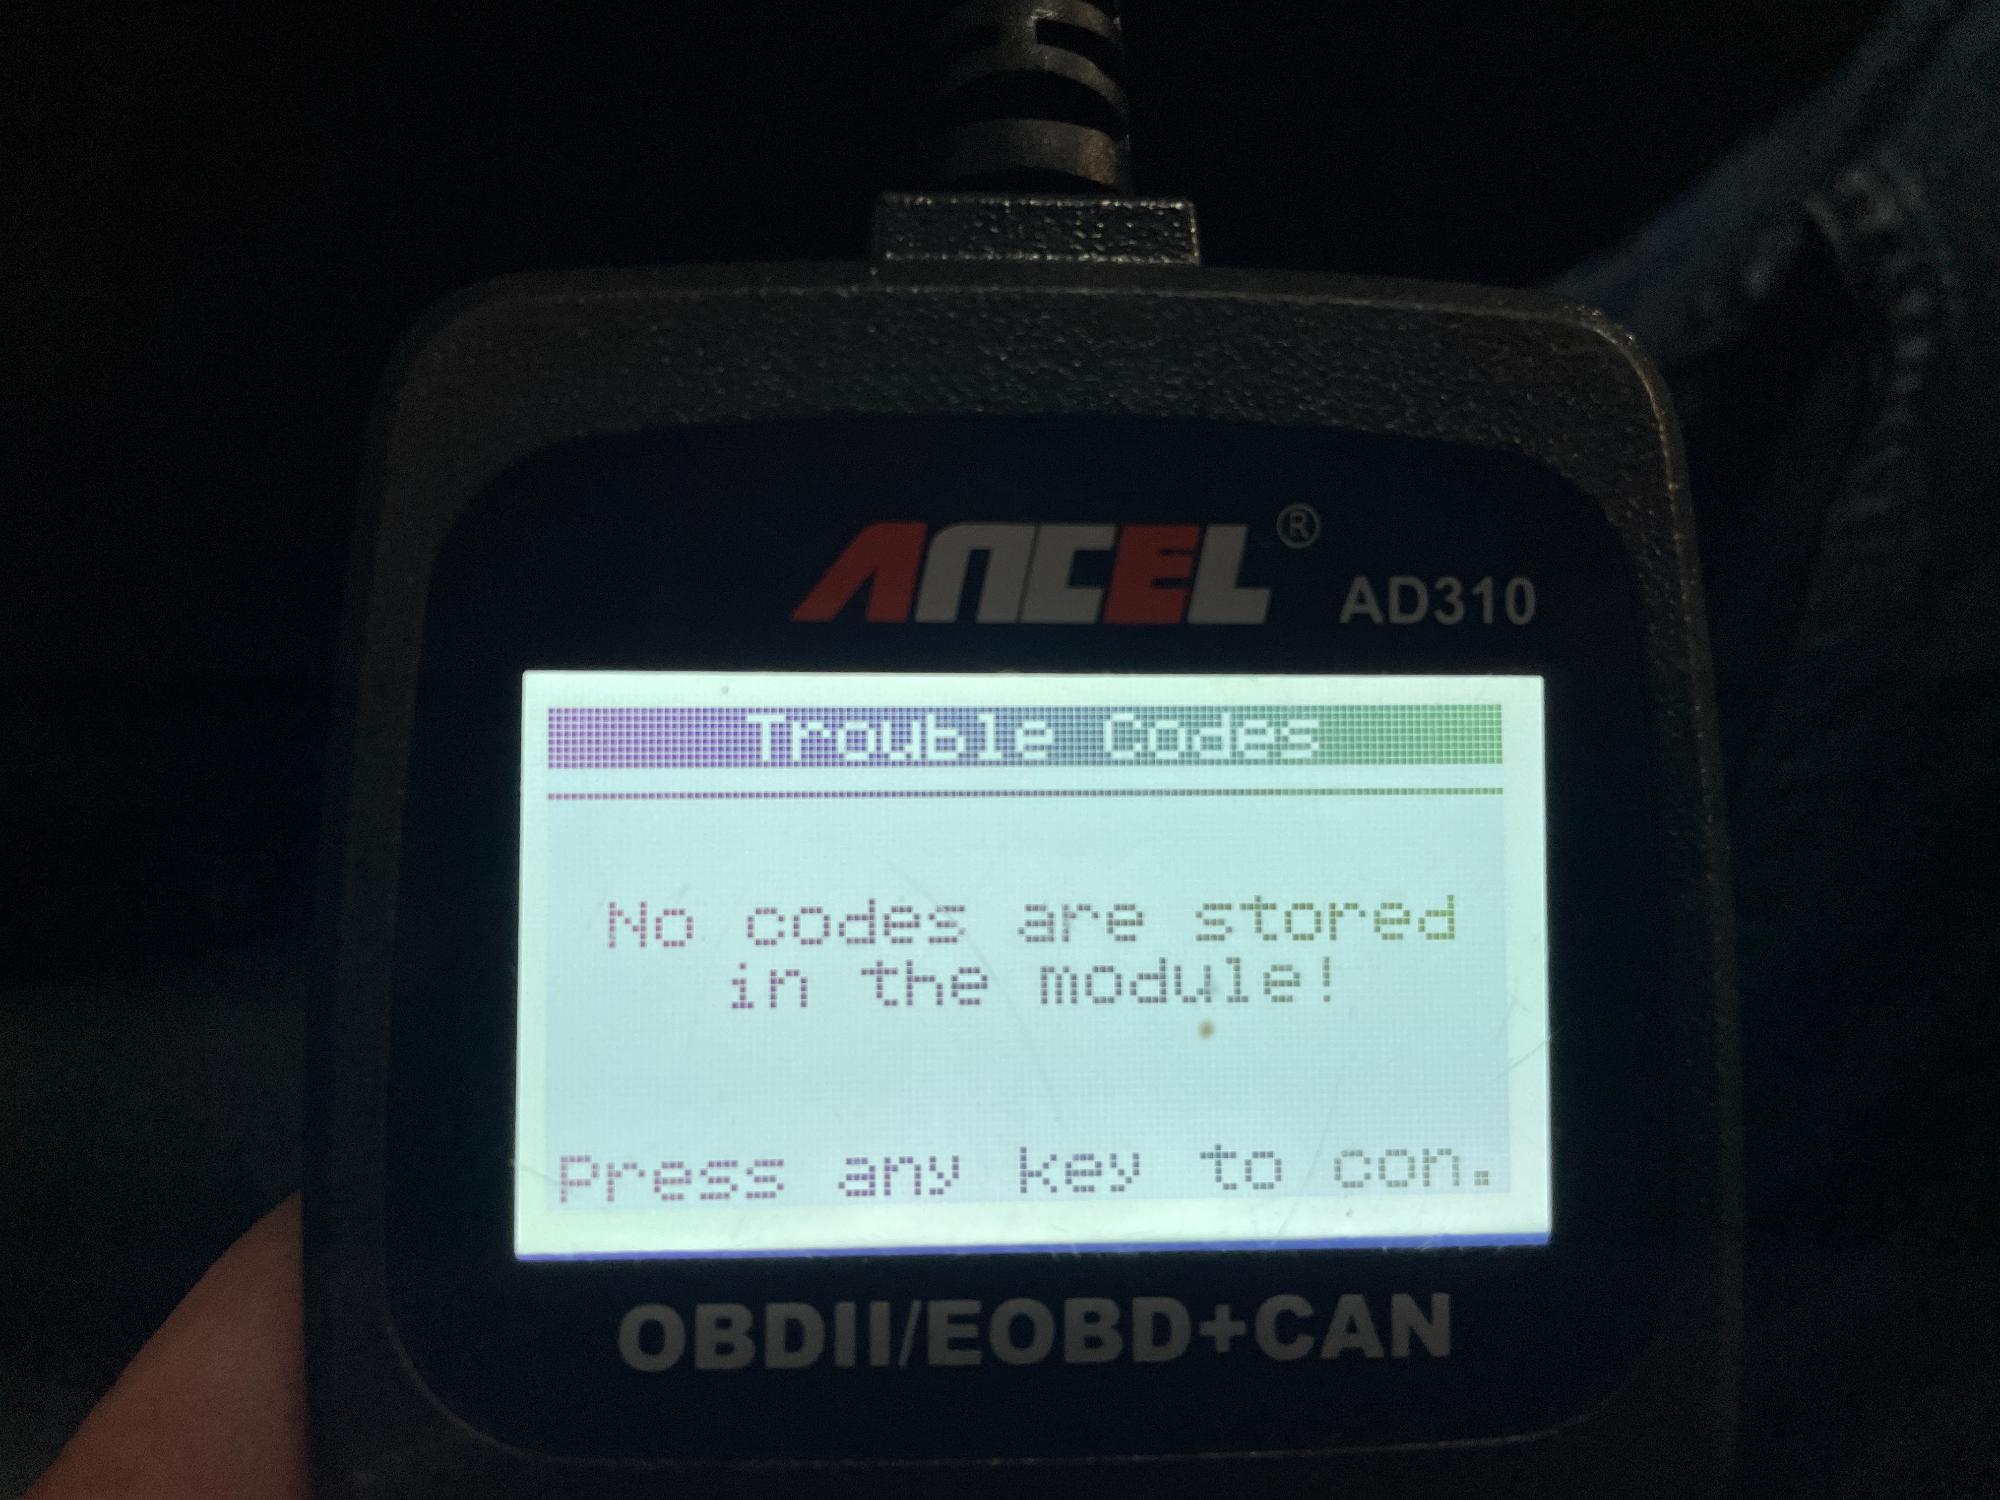 ANCEL® AD310
Trouble Codes
No codes are stored
in the module!
Press any key to con.
OBDII/EOBD+CAN